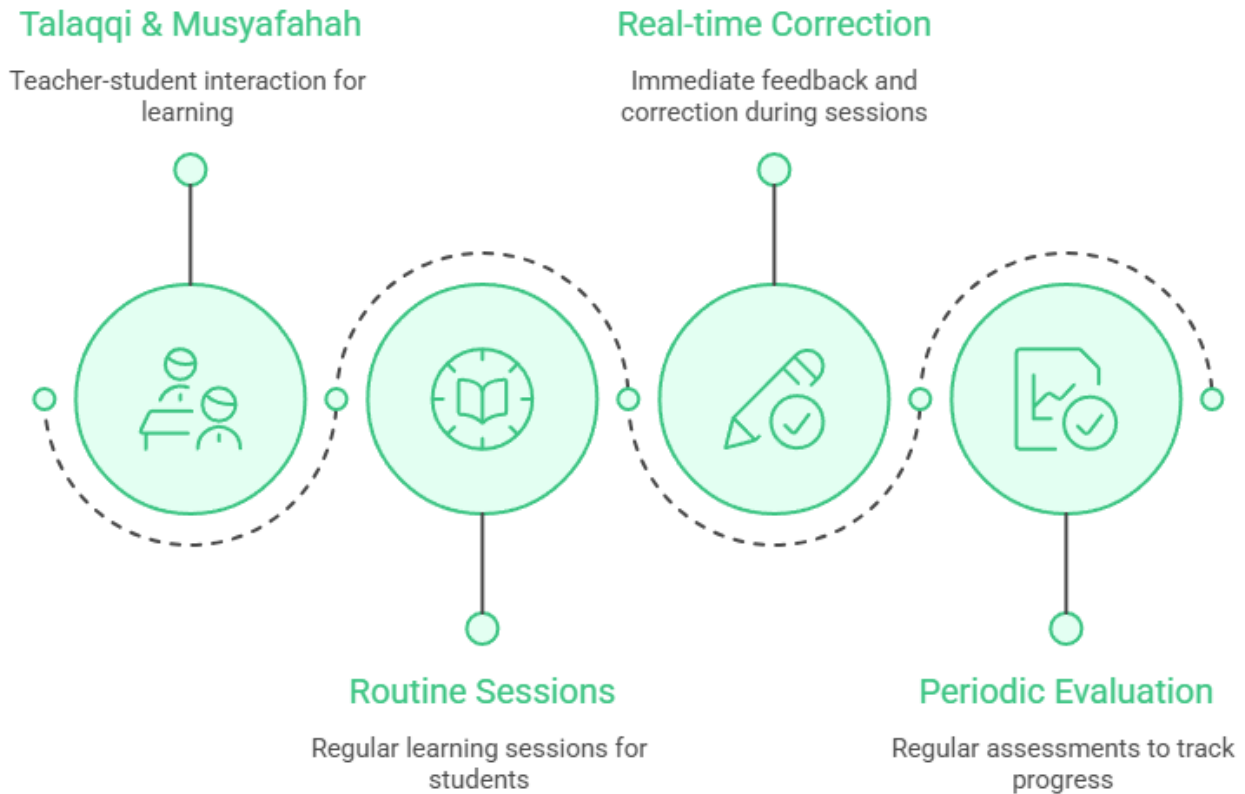 Talaqqi & Musyafahah
Teacher-student interaction for
learning
Real-time Correction
Immediate feedback and
correction during sessions
Routine Sessions
Regular learning sessions for
students
Periodic Evaluation
Regular assessments to track
progress